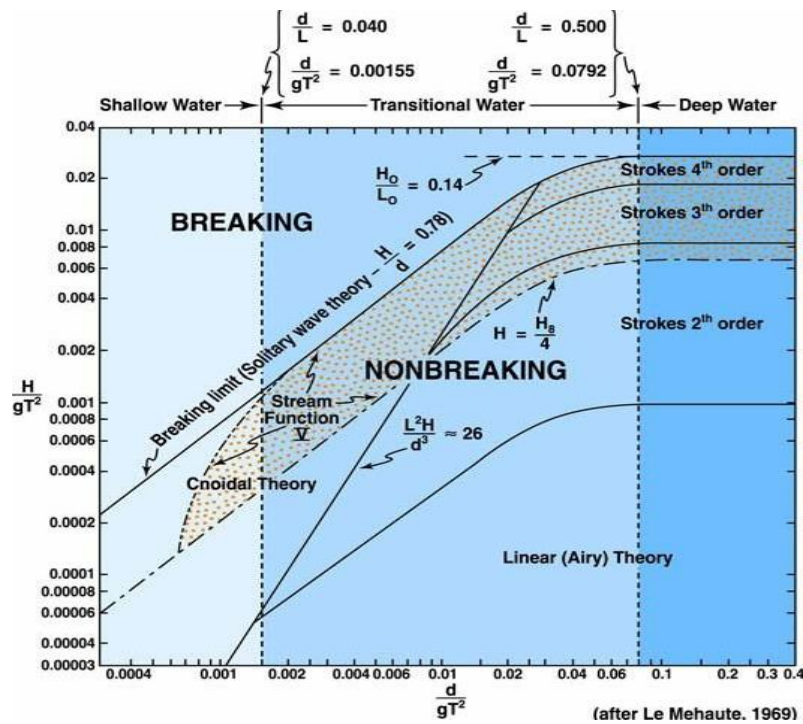 d/L = 0.040
d/gT² = 0.00155
d/L = 0.500
d/gT² = 0.0792
Shallow Water
Transitional Water
Deep Water
0.04
0.02
0.01
0.008
0.006
0.004
0.002
0.001
0.0008
0.0006
0.0004
0.0002
0.0001
0.00008
0.00006
0.00004
0.00003
H/gT²
H_O/L_O = 0.14
BREAKING
Breaking limit (Solitary wave theory - H/d = 0.78)
Strokes 4th order
Strokes 3th order
Strokes 2th order
H = H_8/4
NONBREAKING
Stream
Function
V
L²H/d³ ≈ 26
Cnoidal Theory
Linear (Airy) Theory
0.0004 0.001 0.002 0.004 0.006 0.01 0.02 0.04 0.06 0.1 0.2 0.3 0.4
d/gT²
(after Le Mehaute, 1969)